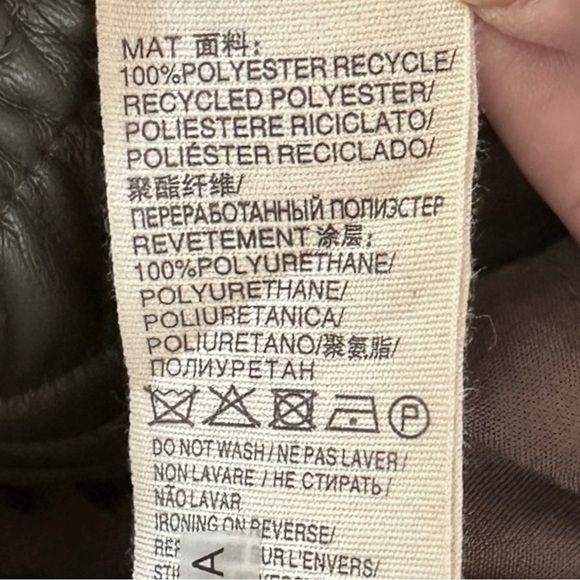 MAT 面料:
100%POLYESTER RECYCLE/
RECYCLED POLYESTER/
POLIESTERE RICICLATO/
POLIÉSTER RECICLADO/
聚酯纤维/
ПЕРЕРАБОТАННЫЙ ПОЛИЭСТЕР
REVETEMENT 涂层:
100%POLYURETHANE/
POLYURETHANE/
POLIURETANICA/
POLIURETANO/聚氨脂/
ПОЛИУРЕТАН
P
DO NOT WASH / NE PAS LAVER /
NON LAVARE / НЕ СТИРАТЬ /
NÃO LAVAR
IRONING ON REVERSE/
UR L'ENVERS/
A